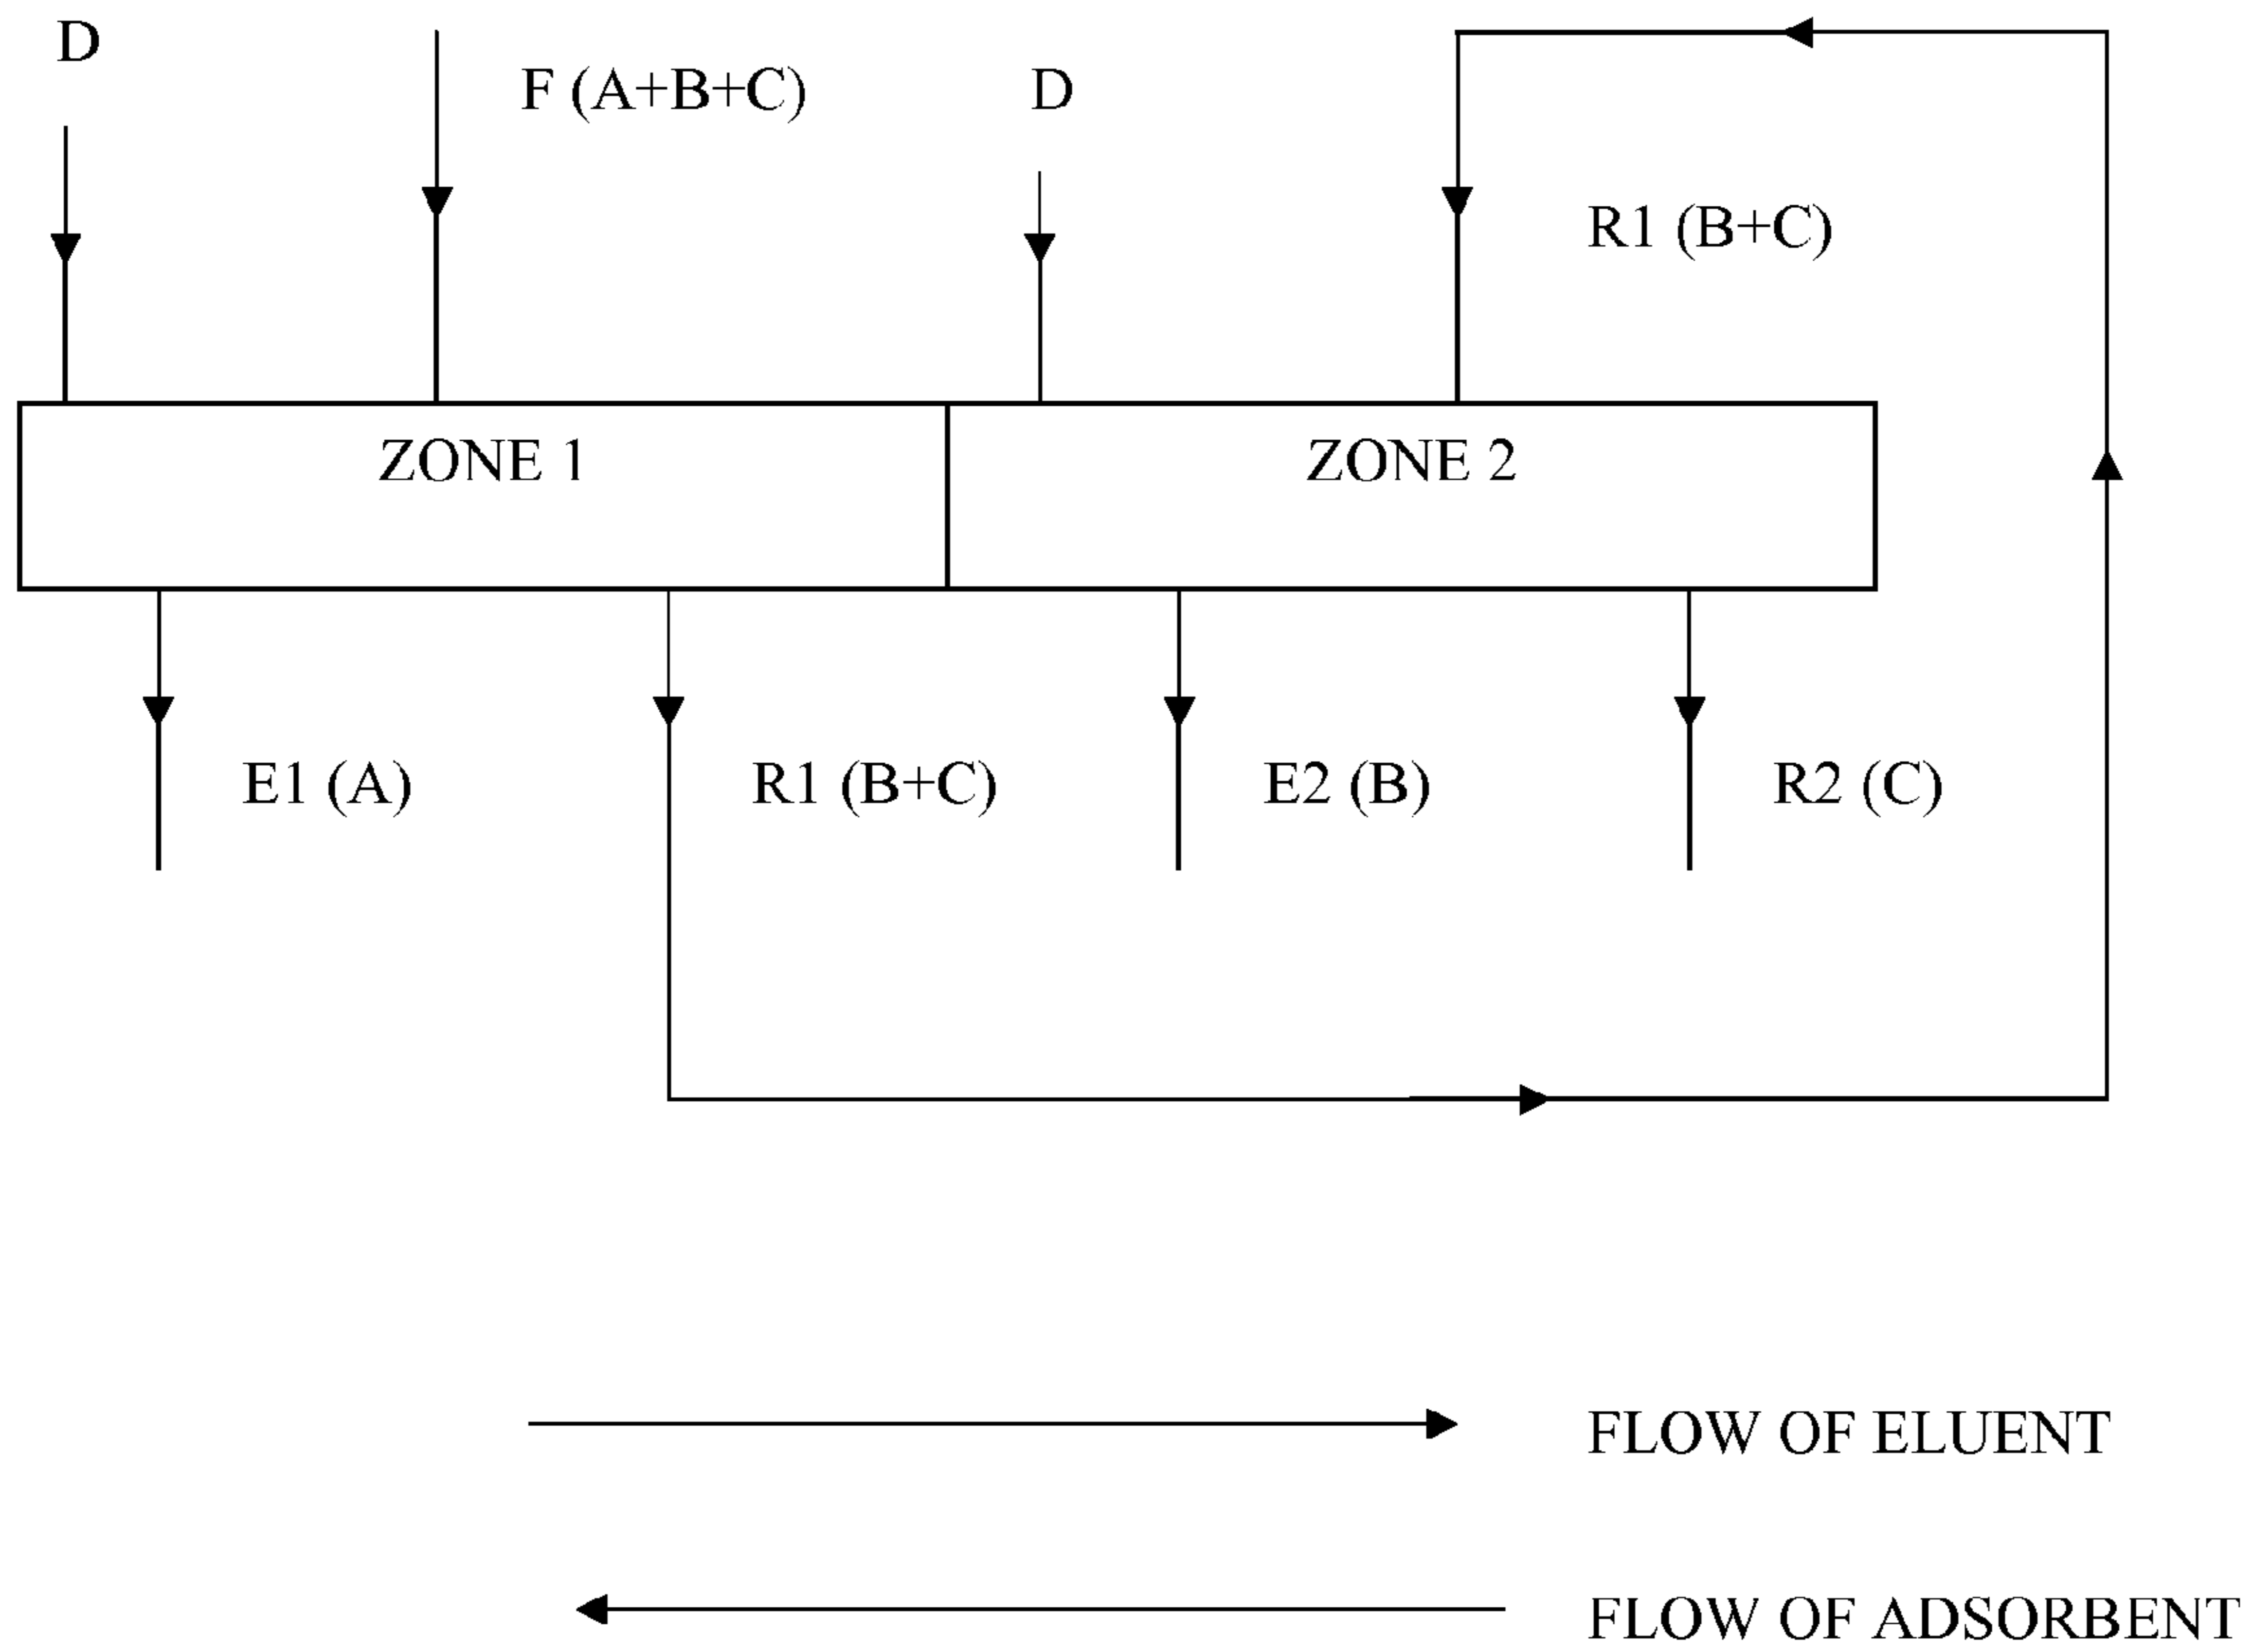 D
F (A+B+C)
D
R1 (B+C)
ZONE 1
ZONE 2
E1 (A)
R1 (B+C)
E2 (B)
R2 (C)
FLOW OF ELUENT
FLOW OF ADSORBENT